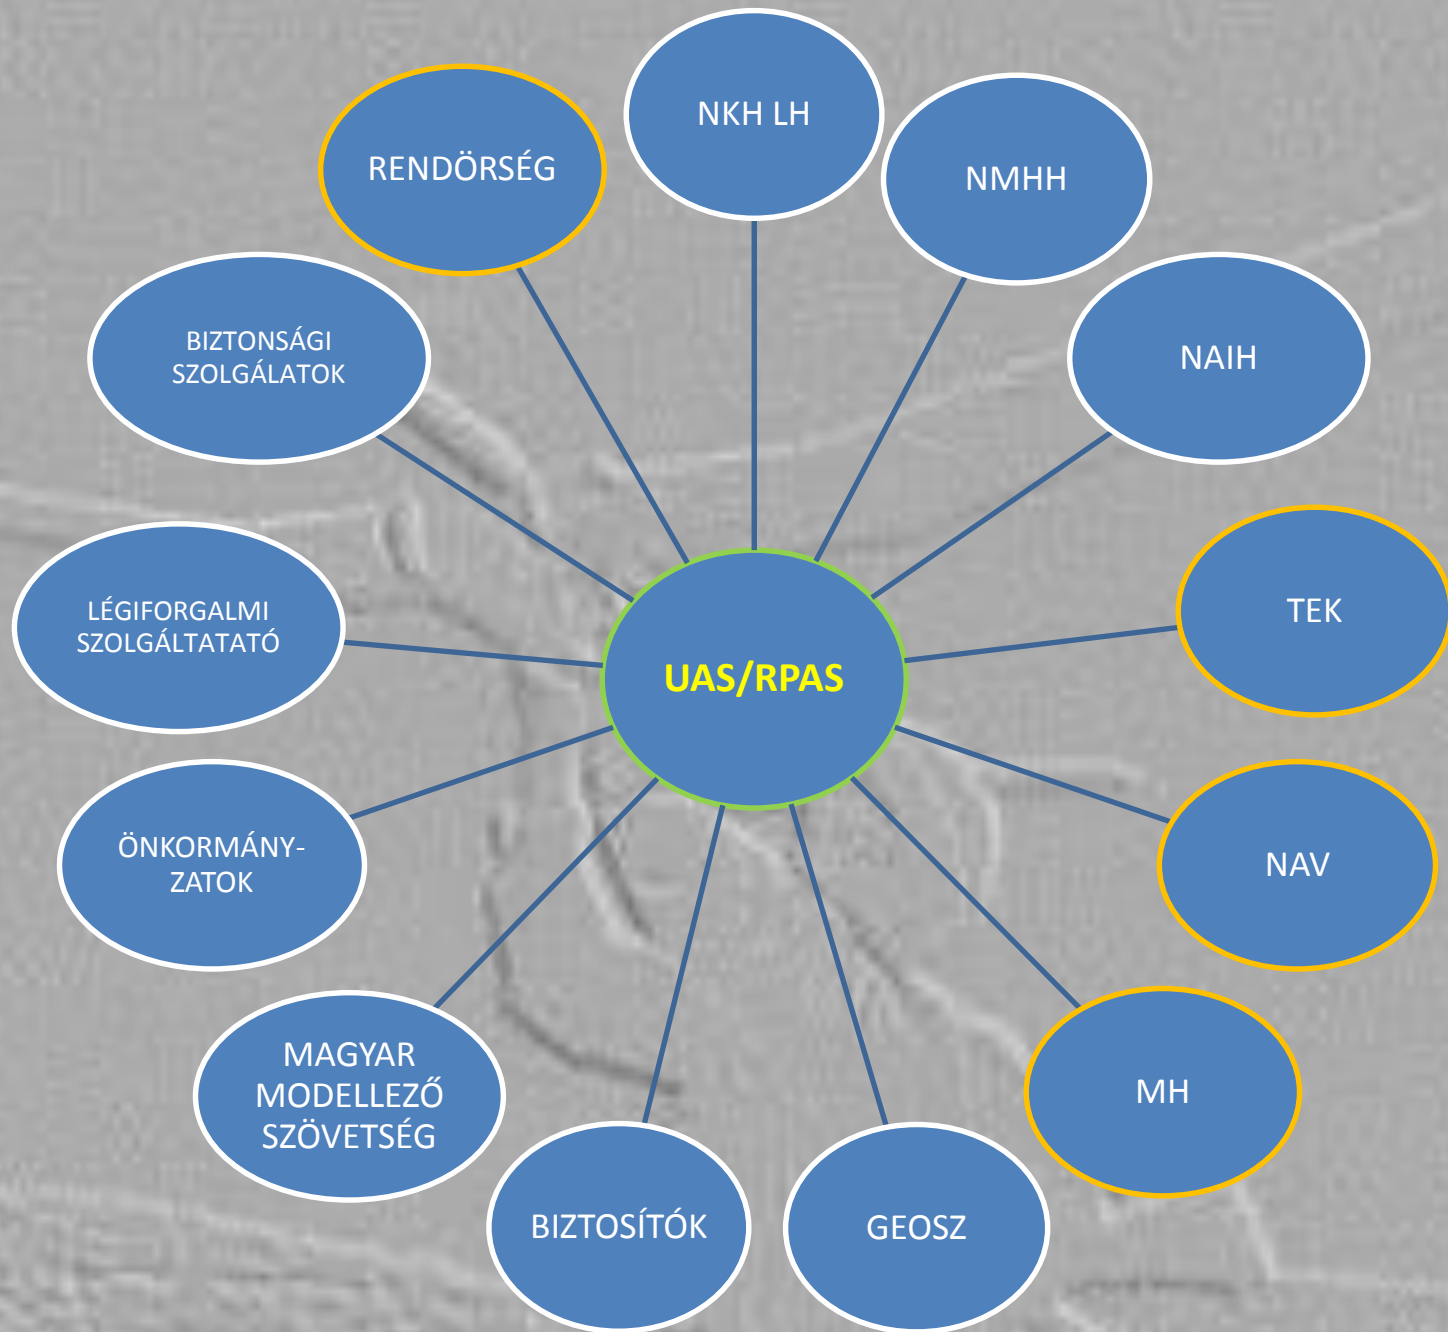 NKH LH
NMHH
NAIH
TEK
NAV
MH
GEOSZ
BIZTOSÍTÓK
MAGYAR
MODELLEZŐ
SZÖVETSÉG
ÖNKORMÁNY-
ZATOK
LÉGIFORGALMI
SZOLGÁLTATATÓ
BIZTONSÁGI
SZOLGÁLATOK
RENDÖRSÉG
UAS/RPAS